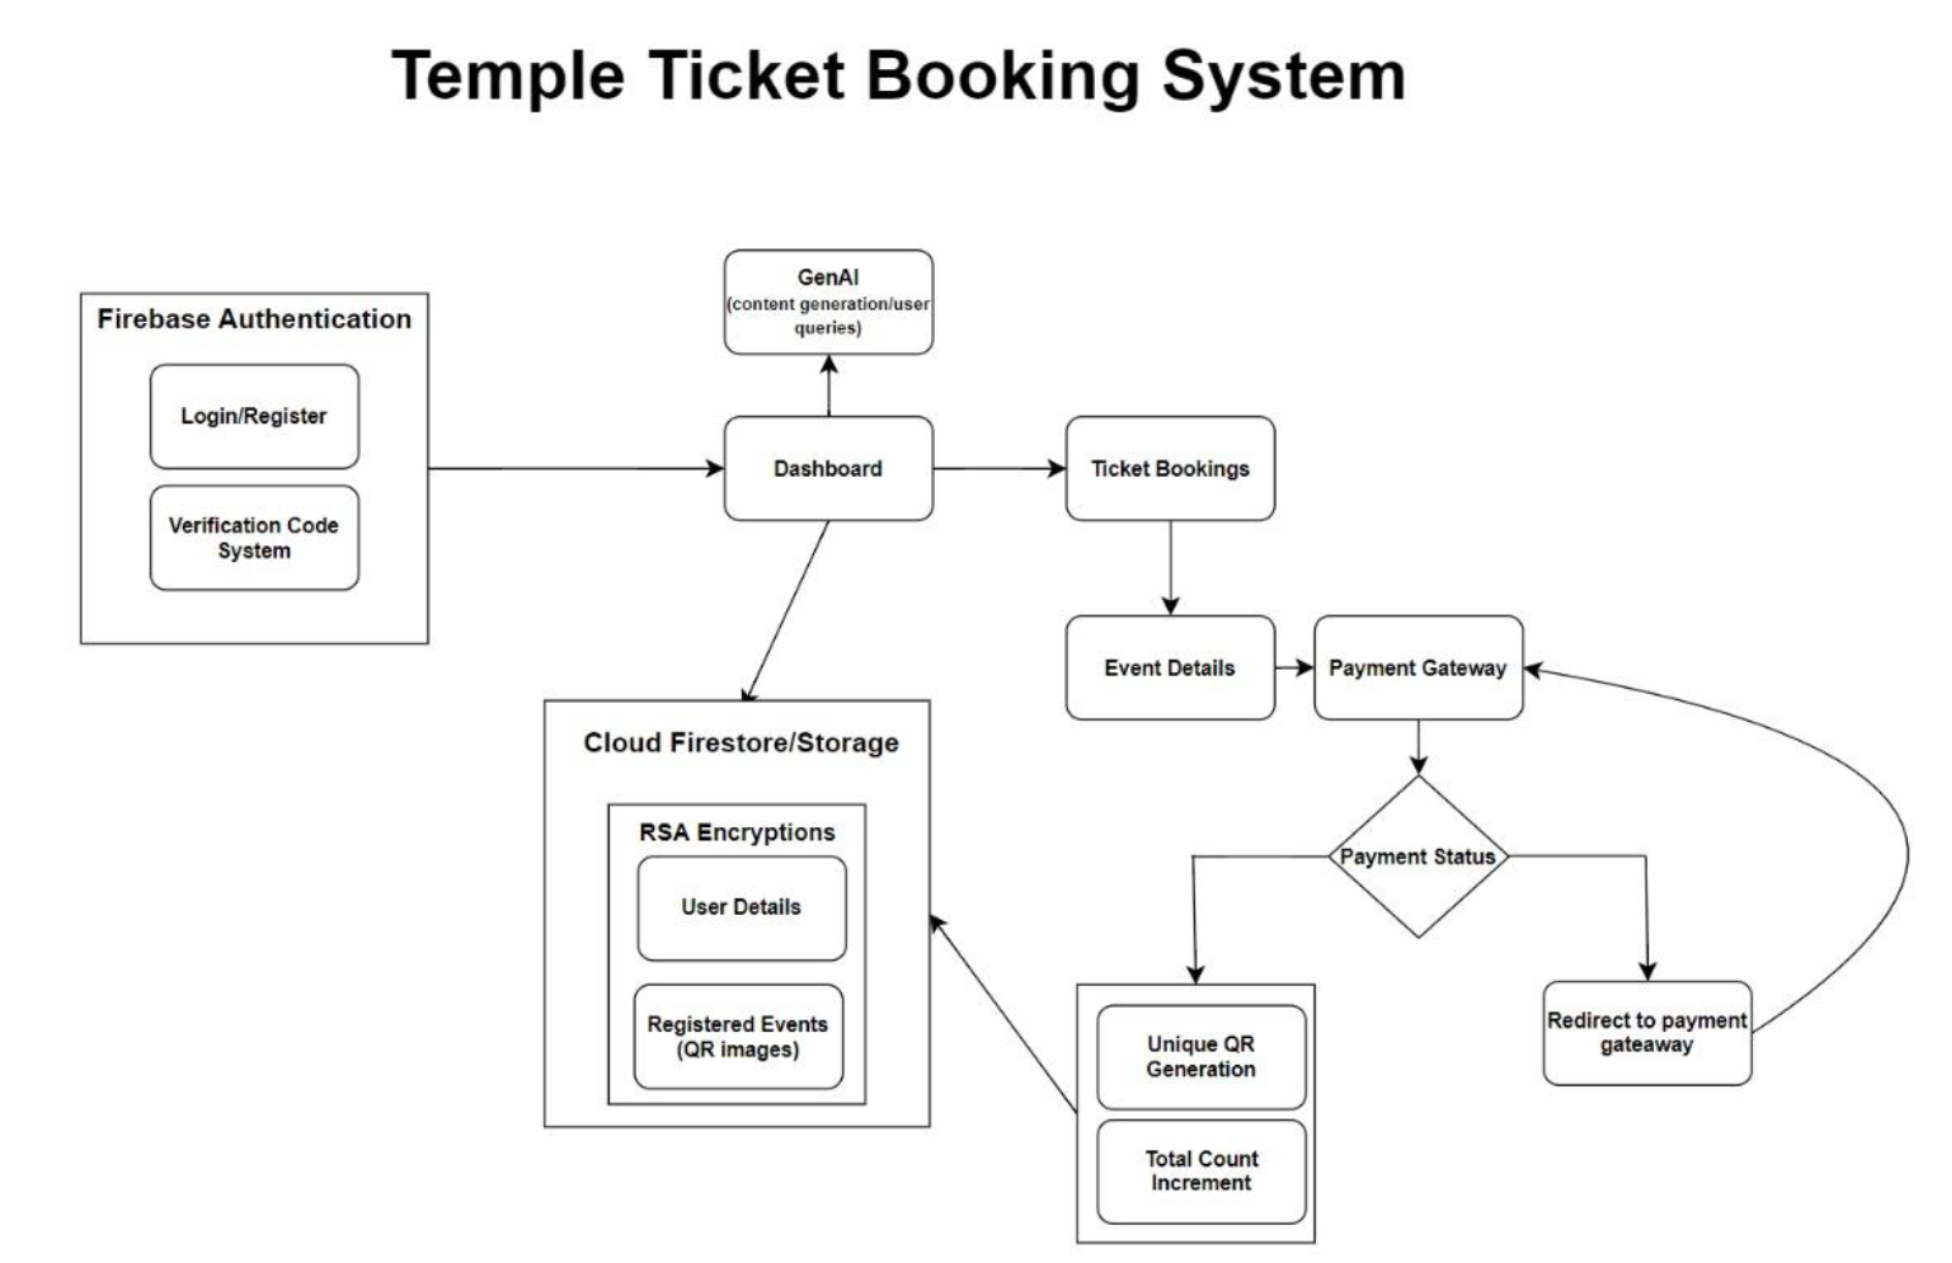 Temple Ticket Booking System
Firebase Authentication
Login/Register
Verification Code
System
GenAI
(content generation/user
queries)
Dashboard
Ticket Bookings
Event Details
Payment Gateway
Payment Status
Cloud Firestore/Storage
RSA Encryptions
User Details
Registered Events
(QR images)
Unique QR
Generation
Total Count
Increment
Redirect to payment
gateaway